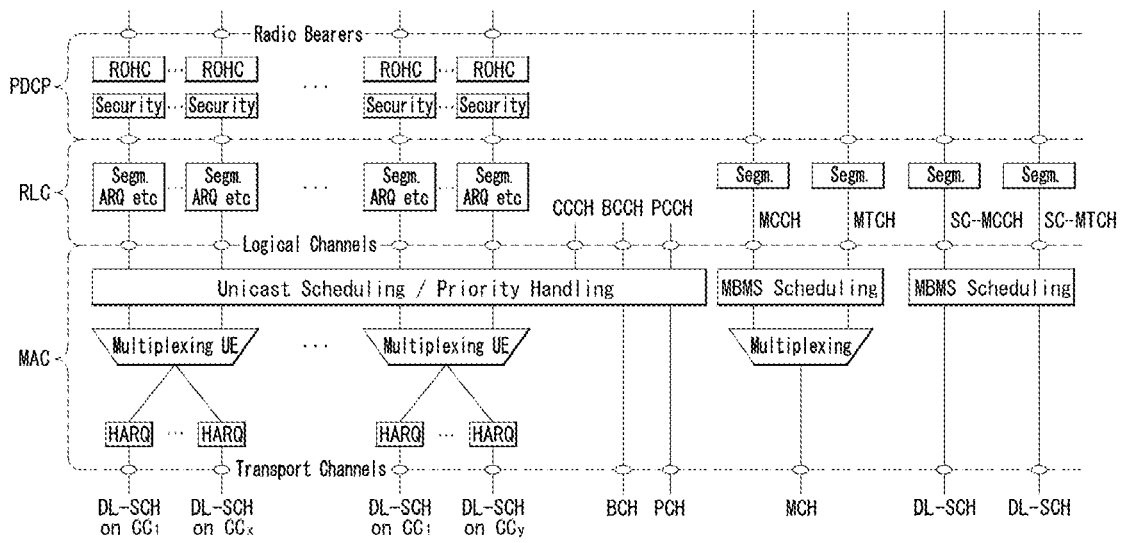 Radio Bearers
PDCP
ROHC ... ROHC ... ROHC ... ROHC
Security ... Security ... Security ... Security
RLC
Segm. ARQ etc ... Segm. ARQ etc ... Segm. ARQ etc ... Segm. ARQ etc
Segm. Segm. Segm. Segm.
CCCH BCCH PCCH
MCCH MTCH SC-MCCH SC-MTCH
Logical Channels
MAC
Unicast Scheduling / Priority Handling
MBMS Scheduling
MBMS Scheduling
Multiplexing UE ... Multiplexing UE
Multiplexing
HARQ ... HARQ HARQ ... HARQ
Transport Channels
DL-SCH on CC1
DL-SCH on CCx
DL-SCH on CC1
DL-SCH on CCy
BCH
PCH
MCH
DL-SCH
DL-SCH